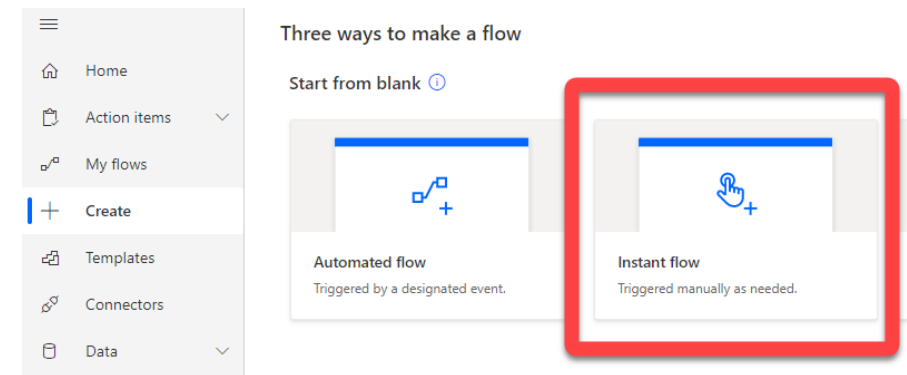 Home
Action items
My flows
Create
Templates
Connectors
Data
Three ways to make a flow
Start from blank
Automated flow
Triggered by a designated event.
Instant flow
Triggered manually as needed.